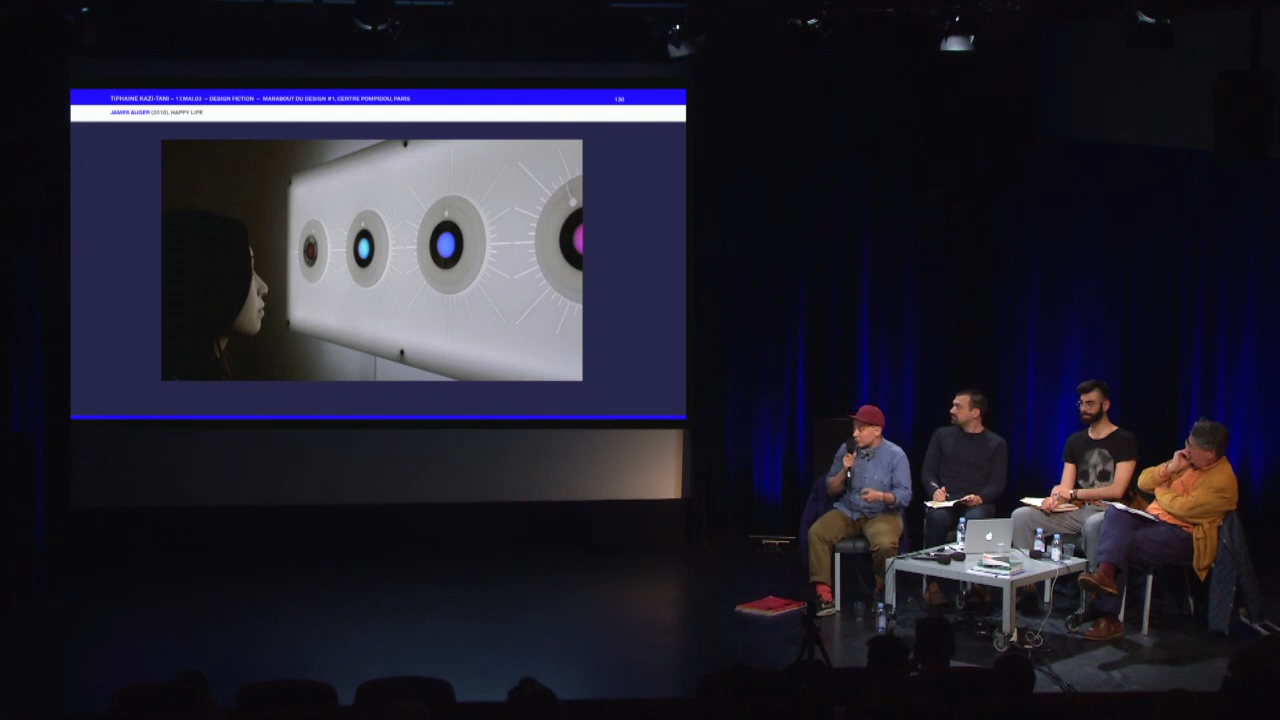 TIPHAINE KAZI-TANI – 13.MAI.03 – DESIGN FICTION – MARABOUT DU DESIGN #1, CENTRE POMPIDOU, PARIS
JAMES AUGER (2010), HAPPY LIFE